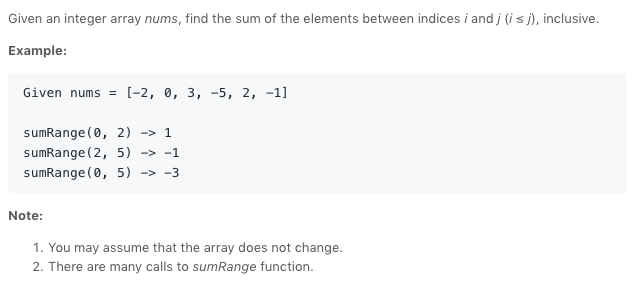 Given an integer array nums, find the sum of the elements between indices i and j (i ≤ j), inclusive.
Example:
Given nums = [-2, 0, 3, -5, 2, -1]
sumRange(0, 2) -> 1
sumRange(2, 5) -> -1
sumRange(0, 5) -> -3
Note:
1. You may assume that the array does not change.
2. There are many calls to sumRange function.